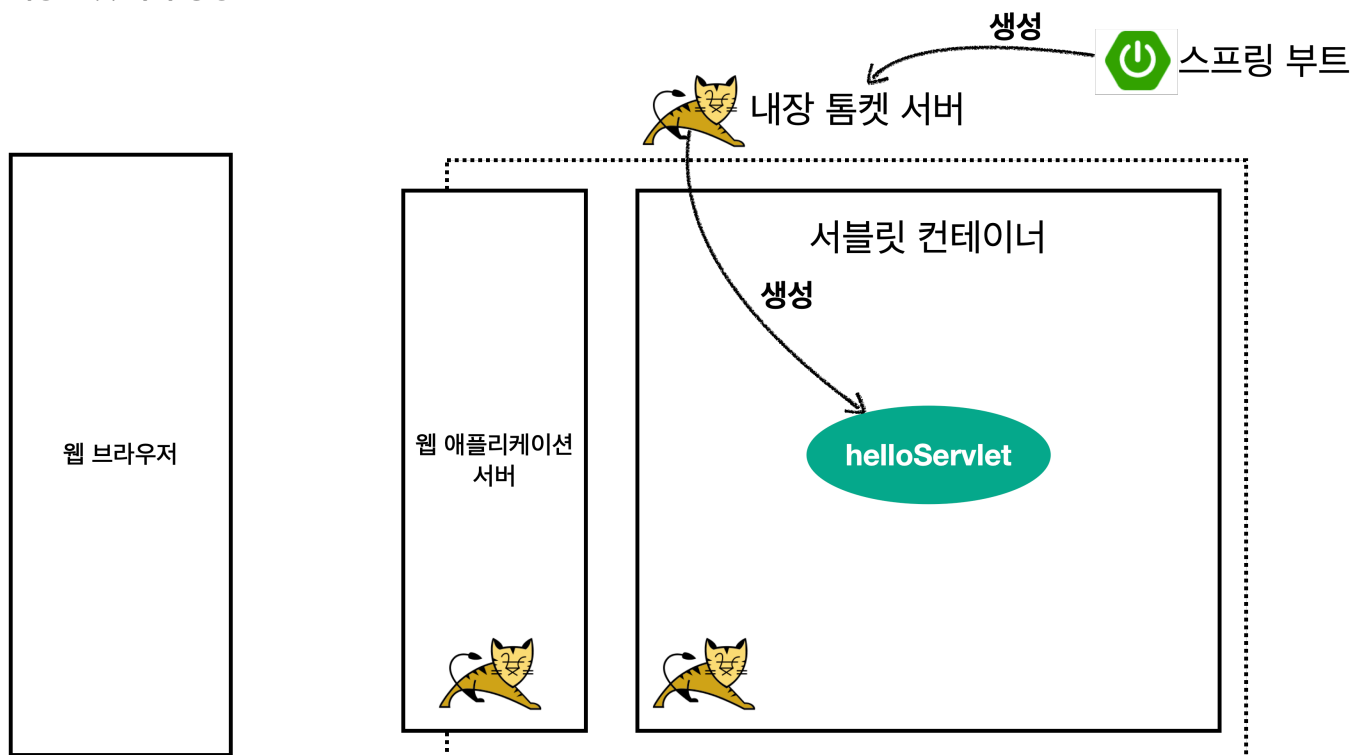 생성
스프링 부트
내장 톰켓 서버
서블릿 컨테이너
생성
웹 브라우저
웹 애플리케이션
서버
helloServlet